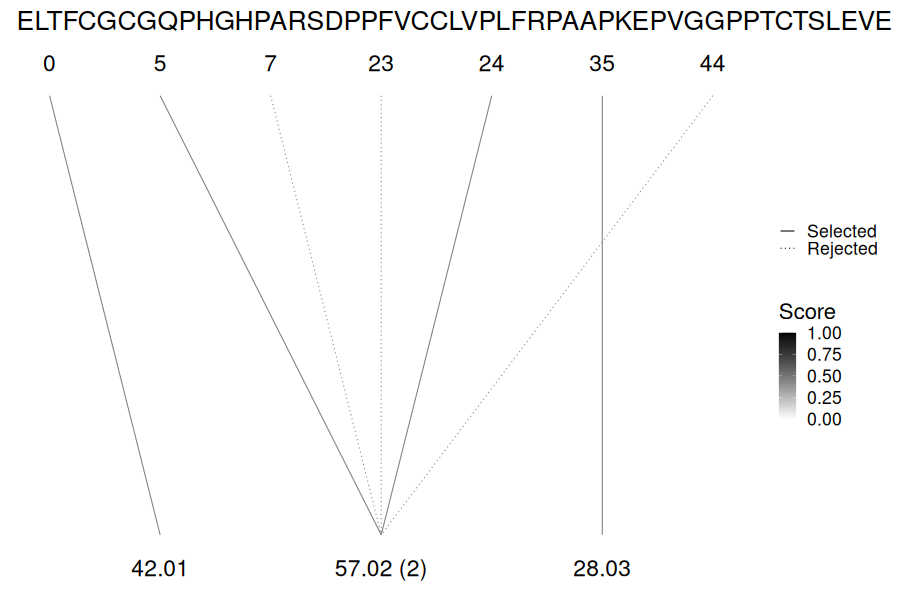 ELTFCGCGQPHGHPARSDPPFVCCLVPLFRPAAPKEPVGGPPTCTSLEVE
0 5 7 23 24 35 44
Selected
Rejected
Score
1.00
0.75
0.50
0.25
0.00
42.01 57.02 (2) 28.03